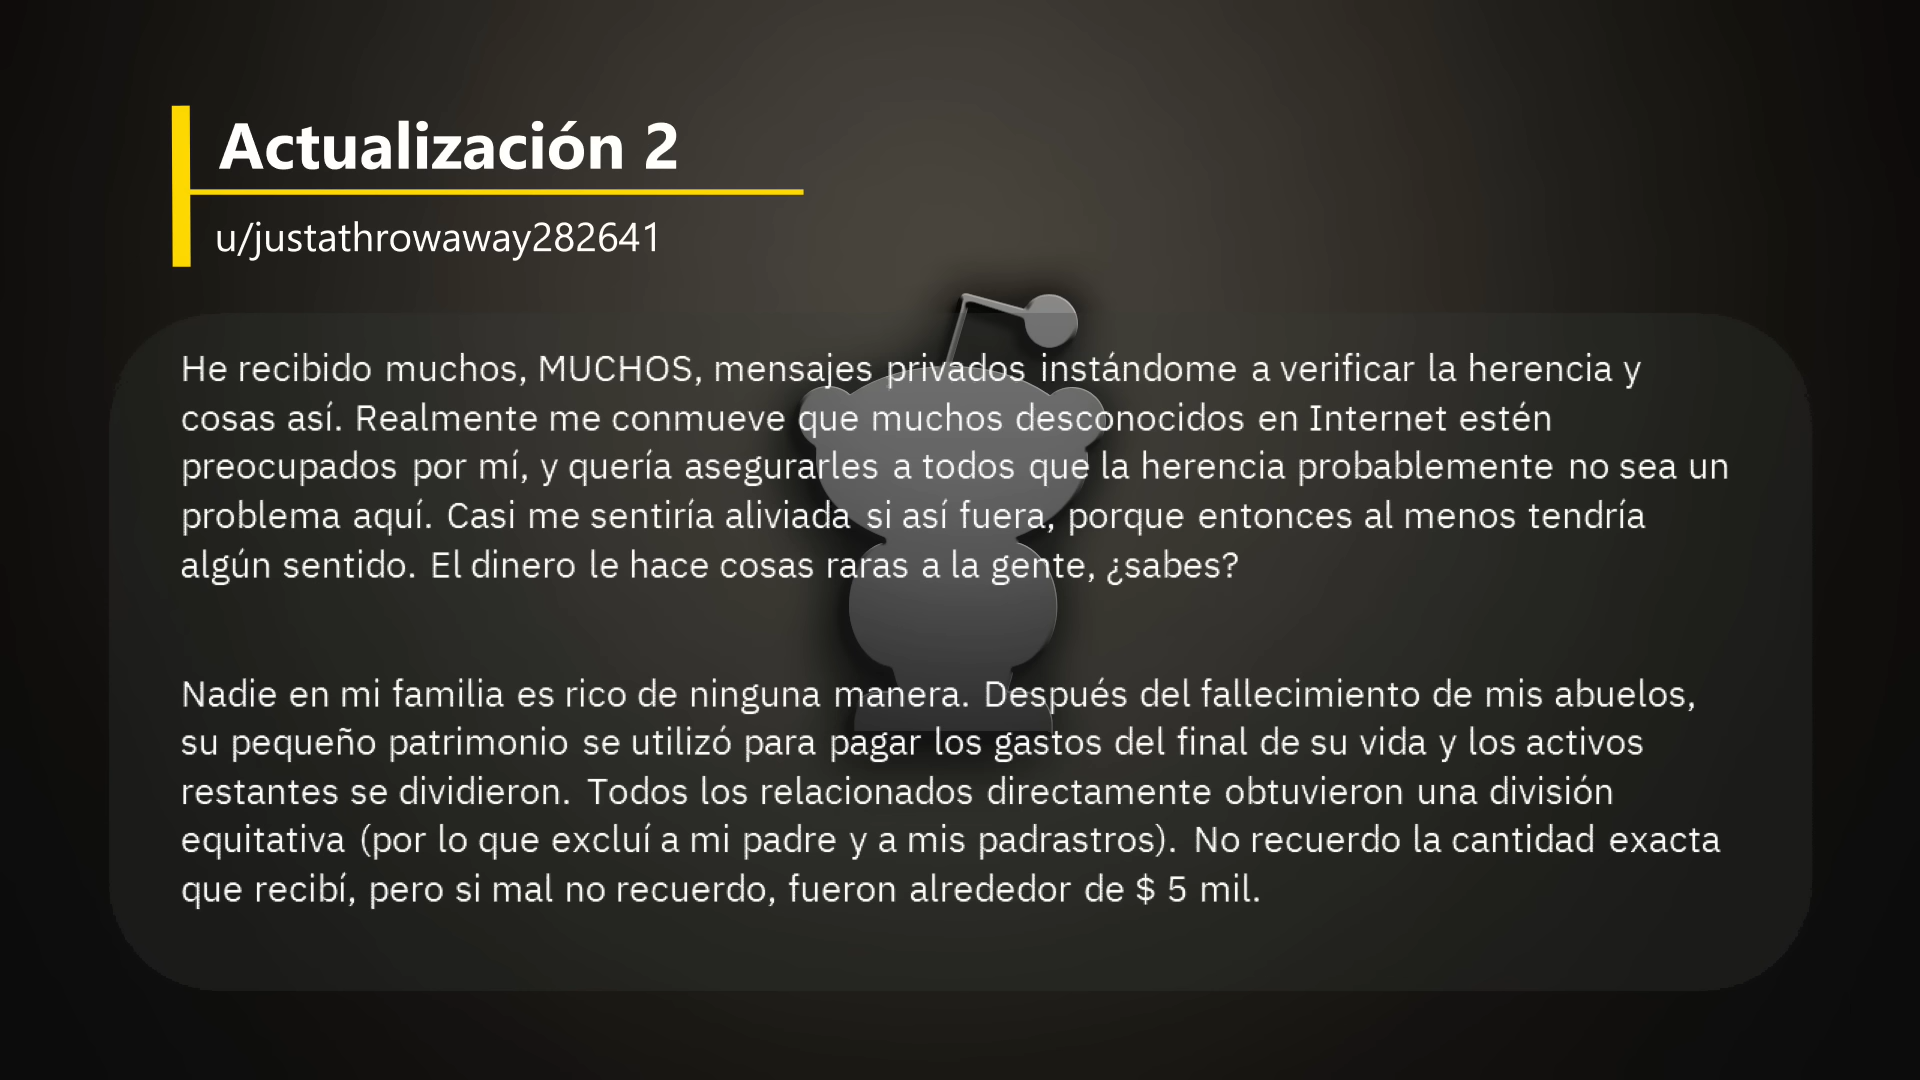 Actualización 2
u/justathrowaway282641
He recibido muchos, MUCHOS, mensajes privados instándome a verificar la herencia y
cosas así. Realmente me conmueve que muchos desconocidos en Internet estén
preocupados por mí, y quería asegurarles a todos que la herencia probablemente no sea un
problema aquí. Casi me sentiría aliviada si así fuera, porque entonces al menos tendría
algún sentido. El dinero le hace cosas raras a la gente, ¿sabes?
Nadie en mi familia es rico de ninguna manera. Después del fallecimiento de mis abuelos,
su pequeño patrimonio se utilizó para pagar los gastos del final de su vida y los activos
restantes se dividieron. Todos los relacionados directamente obtuvieron una división
equitativa (por lo que excluí a mi padre y a mis padrastros). No recuerdo la cantidad exacta
que recibí, pero si mal no recuerdo, fueron alrededor de $ 5 mil.